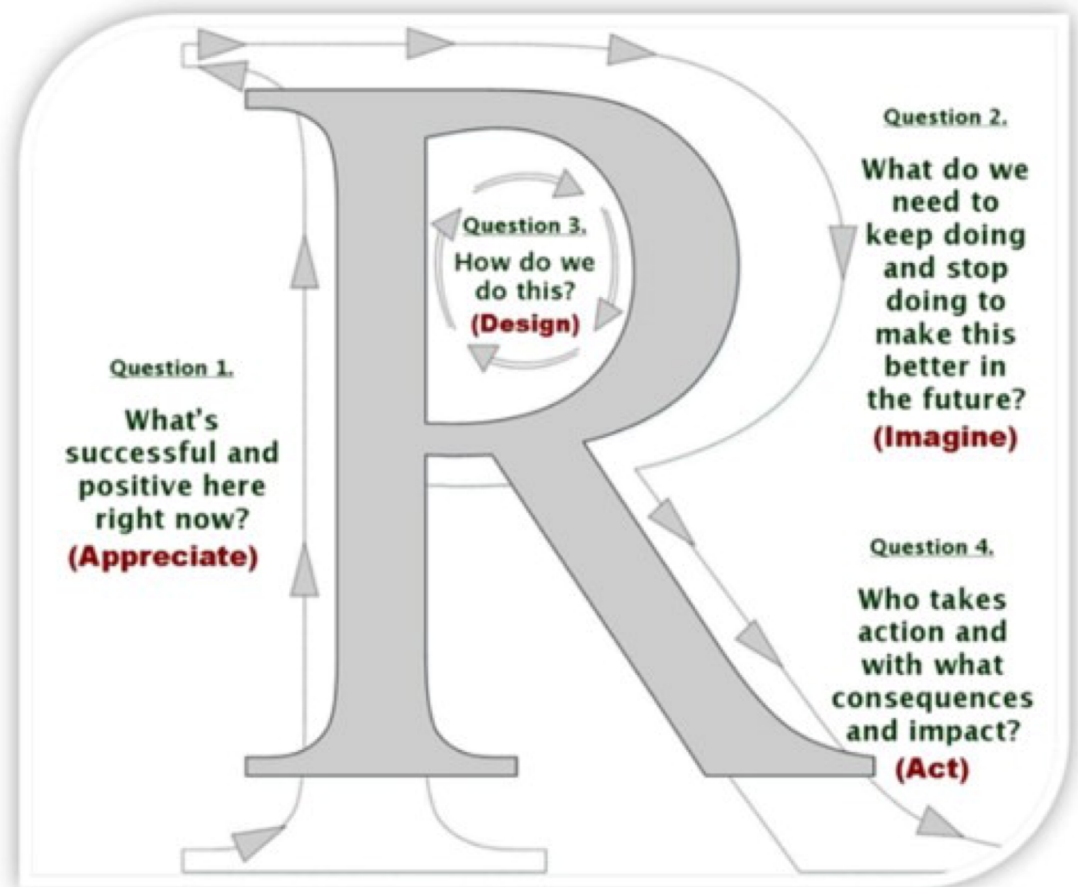 Question 1.
What's
successful and
positive here
right now?
(Appreciate)
Question 2.
What do we
need to
keep doing
and stop
doing to
make this
better in
the future?
(Imagine)
Question 3.
How do we
do this?
(Design)
Question 4.
Who takes
action and
with what
consequences
and impact?
(Act)
R